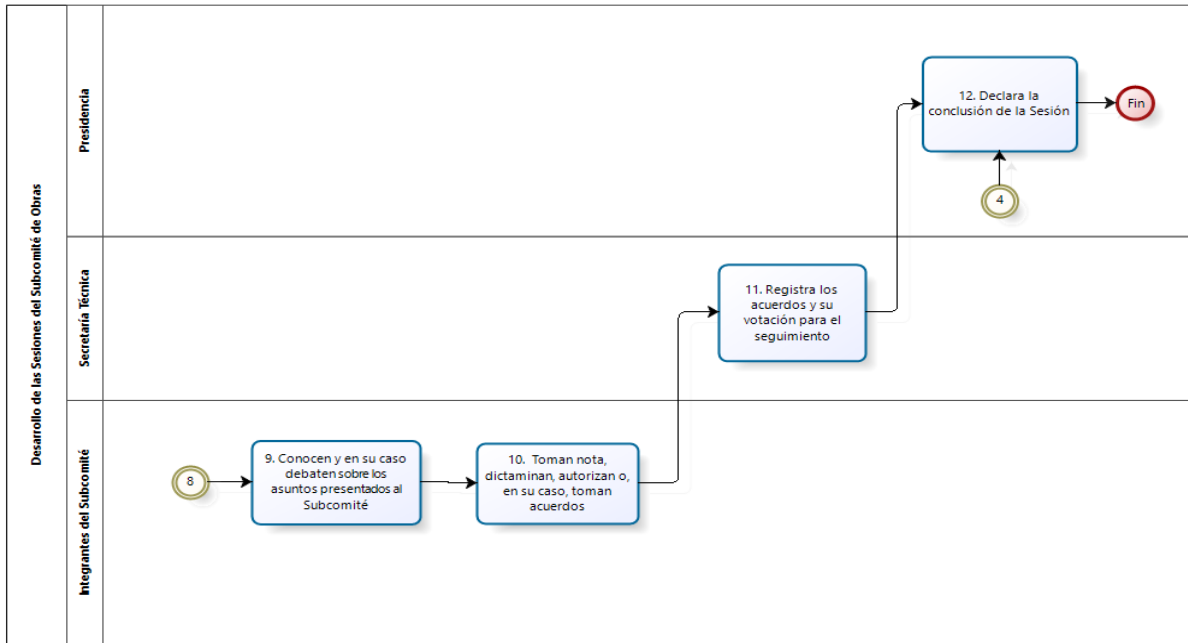 Desarrollo de las Sesiones del Subcomité de Obras
Presidencia
12. Declara la
conclusión de la Sesión
Fin
4
Secretaría Técnica
11. Registra los
acuerdos y su
votación para el
seguimiento
Integrantes del Subcomité
8
9. Conocen y en su caso
debaten sobre los
asuntos presentados al
Subcomité
10. Toman nota,
dictaminan, autorizan o,
en su caso, toman
acuerdos